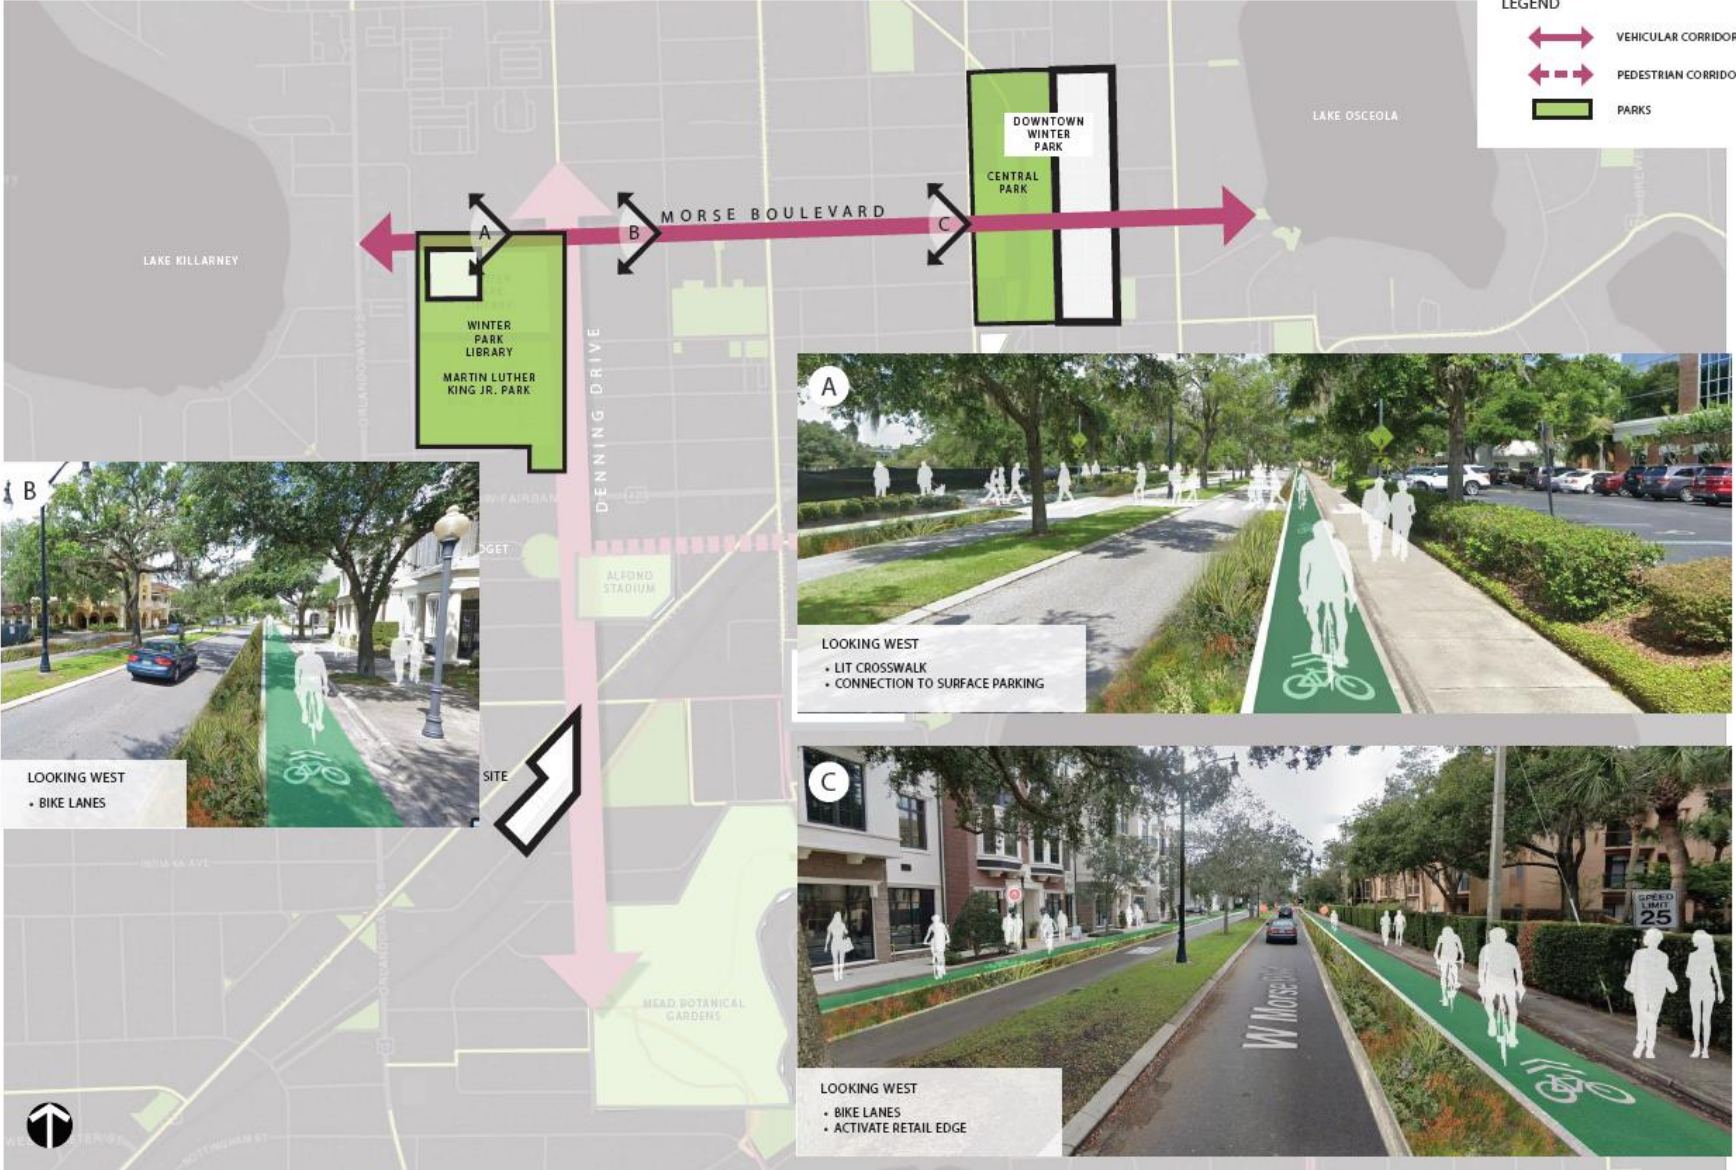 LEGEND
VEHICULAR CORRIDOR
PEDESTRIAN CORRIDO
PARKS
LAKE OSCEOLA
DOWNTOWN
WINTER
PARK
CENTRAL
PARK
MORSE BOULEVARD
A
B
C
LAKE KILLARNEY
WINTER
PARK
LIBRARY
MARTIN LUTHER
KING JR. PARK
DENNING DRIVE
ALFOND
STADIUM
SITE
MEAD BOTANICAL
GARDENS
INDIANA AVE
A
LOOKING WEST
• LIT CROSSWALK
• CONNECTION TO SURFACE PARKING
B
LOOKING WEST
• BIKE LANES
C
SPEED
LIMIT
25
W Morse Blvd
LOOKING WEST
• BIKE LANES
• ACTIVATE RETAIL EDGE